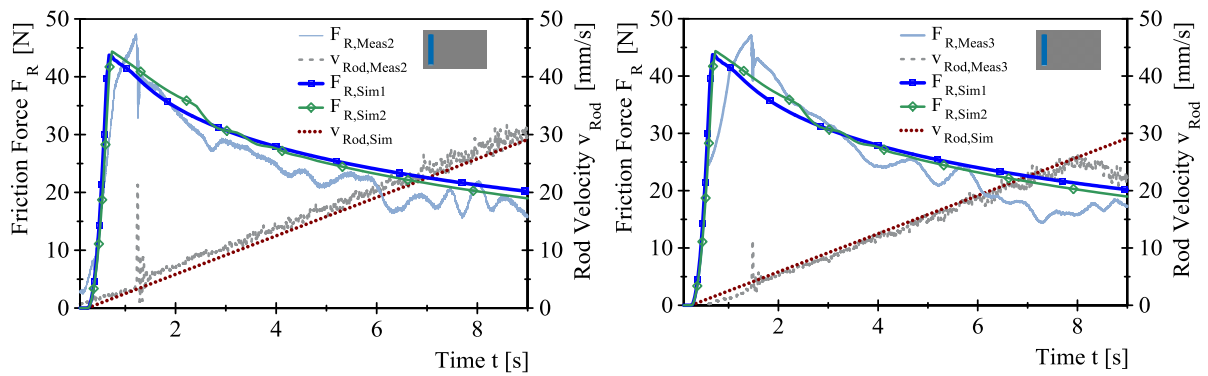 Friction Force F_R [N]
50
40
30
20
10
0
2
4
6
8
Time t [s]
50
40
30
20
10
0
Rod Velocity v_Rod [mm/s]
F_R,Meas2
v_Rod,Meas2
F_R,Sim1
F_R,Sim2
v_Rod,Sim
Friction Force F_R [N]
50
40
30
20
10
0
2
4
6
8
Time t [s]
50
40
30
20
10
0
Rod Velocity v_Rod [mm/s]
F_R,Meas3
v_Rod,Meas3
F_R,Sim1
F_R,Sim2
v_Rod,Sim